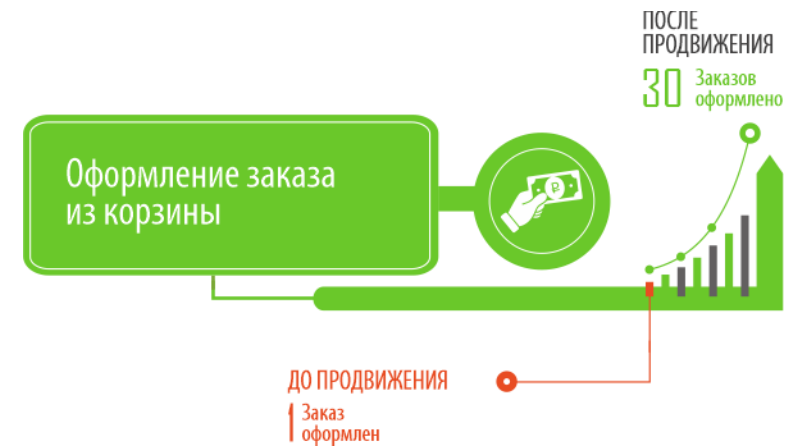 ПОСЛЕ
ПРОДВИЖЕНИЯ
30 Заказов
оформлено
Оформление заказа
из корзины
₽
ДО ПРОДВИЖЕНИЯ
1 Заказ
оформлен